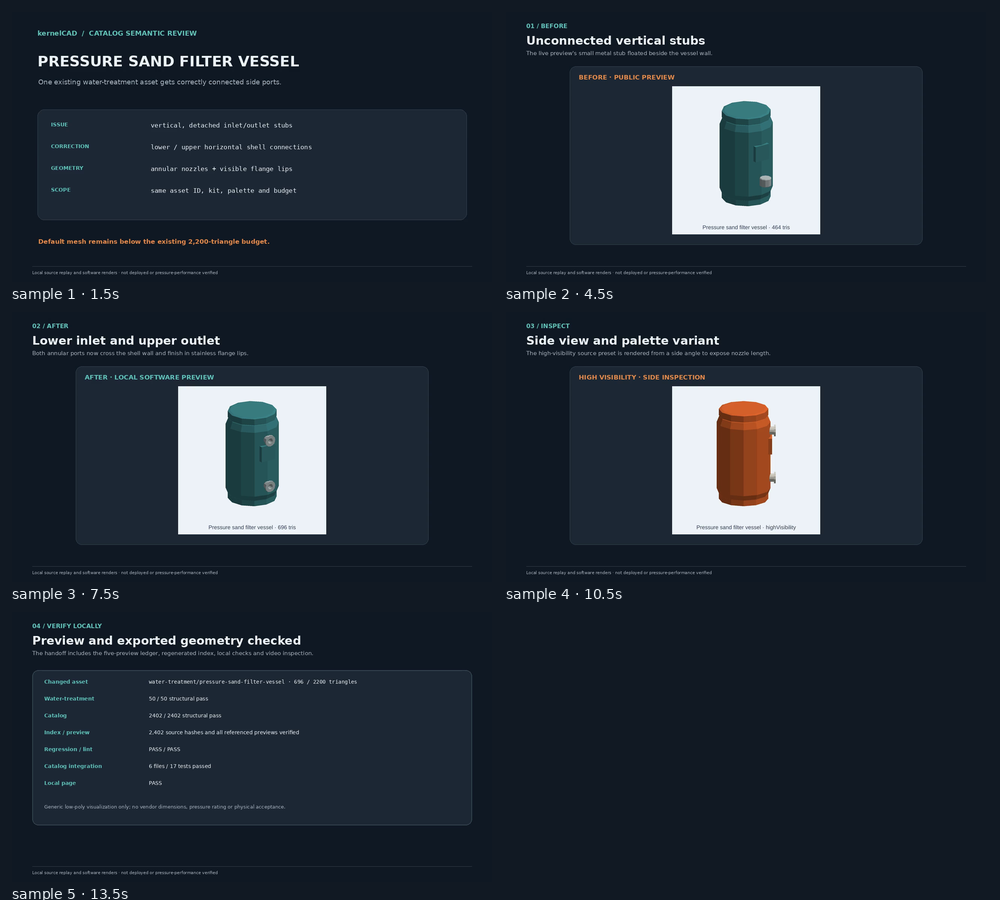 kernelCAD / CATALOG SEMANTIC REVIEW
PRESSURE SAND FILTER VESSEL
One existing water-treatment asset gets correctly connected side ports.
ISSUE vertical, detached inlet/outlet stubs
CORRECTION lower / upper horizontal shell connections
GEOMETRY annular nozzles + visible flange lips
SCOPE same asset ID, kit, palette and budget
Default mesh remains below the existing 2,200-triangle budget.
Local source replay and software renders · not deployed or pressure-performance verified
sample 1 · 1.5s
01 / BEFORE
Unconnected vertical stubs
The live preview's small metal stub floated beside the vessel wall.
BEFORE · PUBLIC PREVIEW
Pressure sand filter vessel · 464 tris
Local source replay and software renders · not deployed or pressure-performance verified
sample 2 · 4.5s
02 / AFTER
Lower inlet and upper outlet
Both annular ports now cross the shell wall and finish in stainless flange lips.
AFTER · LOCAL SOFTWARE PREVIEW
Pressure sand filter vessel · 696 tris
Local source replay and software renders · not deployed or pressure-performance verified
sample 3 · 7.5s
03 / INSPECT
Side view and palette variant
The high-visibility source preset is rendered from a side angle to expose nozzle length.
HIGH VISIBILITY · SIDE INSPECTION
Pressure sand filter vessel · highVisibility
Local source replay and software renders · not deployed or pressure-performance verified
sample 4 · 10.5s
04 / VERIFY LOCALLY
Preview and exported geometry checked
The handoff includes the five-preview ledger, regenerated index, local checks and video inspection.
Changed asset water-treatment/pressure-sand-filter-vessel · 696 / 2200 triangles
Water-treatment 50 / 50 structural pass
Catalog 2402 / 2402 structural pass
Index / preview 2,402 source hashes and all referenced previews verified
Regression / lint PASS / PASS
Catalog integration 6 files / 17 tests passed
Local page PASS
Generic low-poly visualization only; no vendor dimensions, pressure rating or physical acceptance.
Local source replay and software renders · not deployed or pressure-performance verified
sample 5 · 13.5s